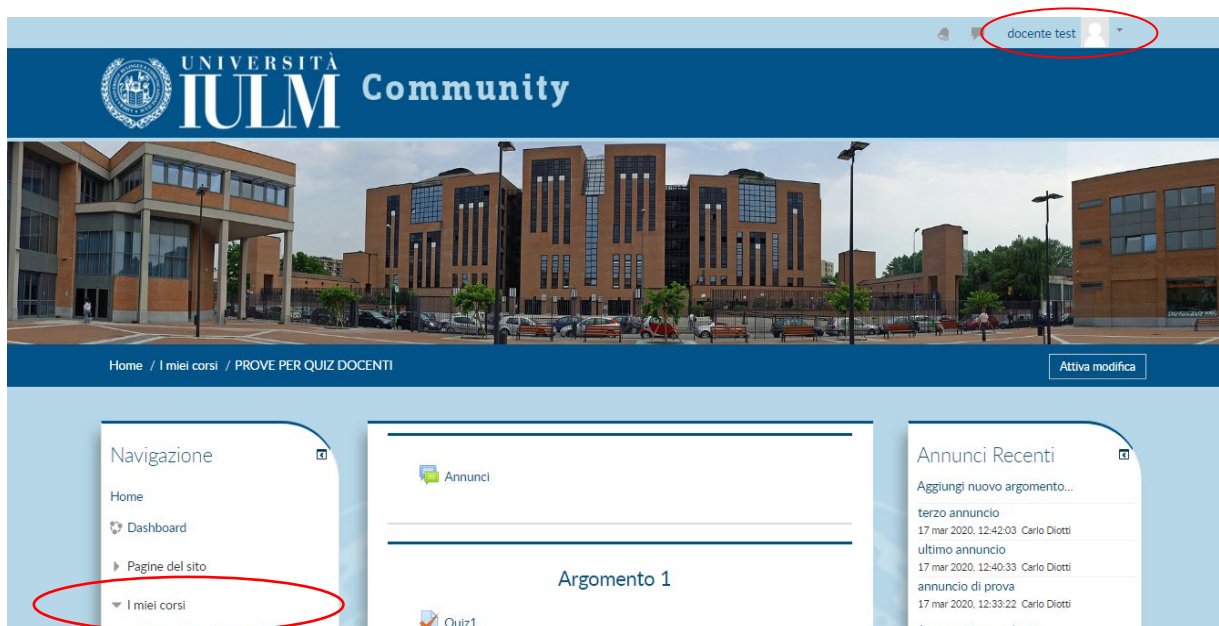 docente test
UNIVERSITÀ
IULM
Community
Home / I miei corsi / PROVE PER QUIZ DOCENTI
Attiva modifica
Navigazione
Home
Dashboard
Pagine del sito
I miei corsi
Annunci
Argomento 1
Quiz1
Annunci Recenti
Aggiungi nuovo argomento...
terzo annuncio
17 mar 2020, 12:42:03 Carlo Diotti
ultimo annuncio
17 mar 2020, 12:40:33 Carlo Diotti
annuncio di prova
17 mar 2020, 12:33:22 Carlo Diotti